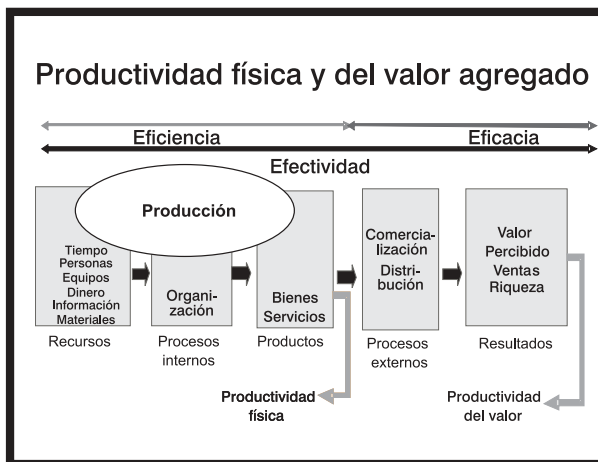 Productividad física y del valor agregado
Eficiencia
Eficacia
Efectividad
Producción
Tiempo
Personas
Equipos
Dinero
Información
Materiales
Organi-
zación
Bienes
Servicios
Comercia-
lización
Distri-
bución
Valor
Percibido
Ventas
Riqueza
Recursos
Procesos
internos
Productos
Procesos
externos
Resultados
Productividad
física
Productividad
del valor